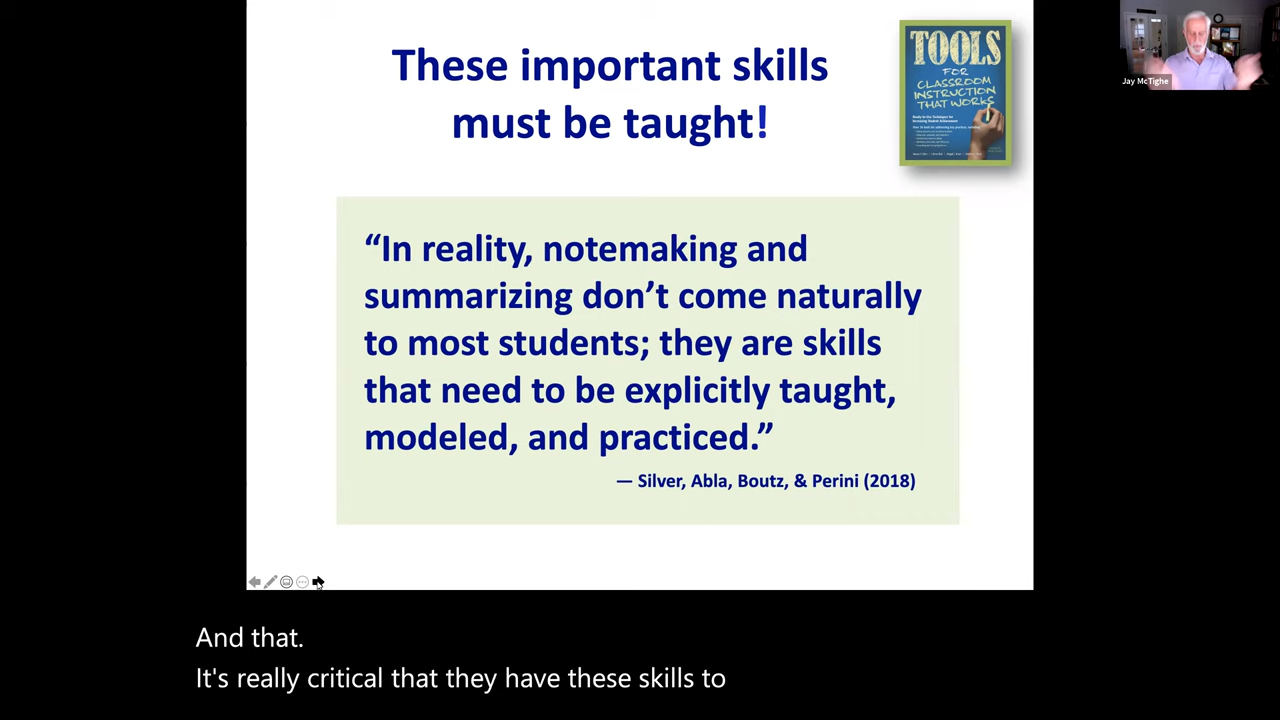 These important skills
must be taught!
TOOLS
FOR
CLASSROOM
INSTRUCTION
THAT WORKS
Jay McTighe
“In reality, notemaking and
summarizing don’t come naturally
to most students; they are skills
that need to be explicitly taught,
modeled, and practiced.”
— Silver, Abla, Boutz, & Perini (2018)
And that.
It's really critical that they have these skills to